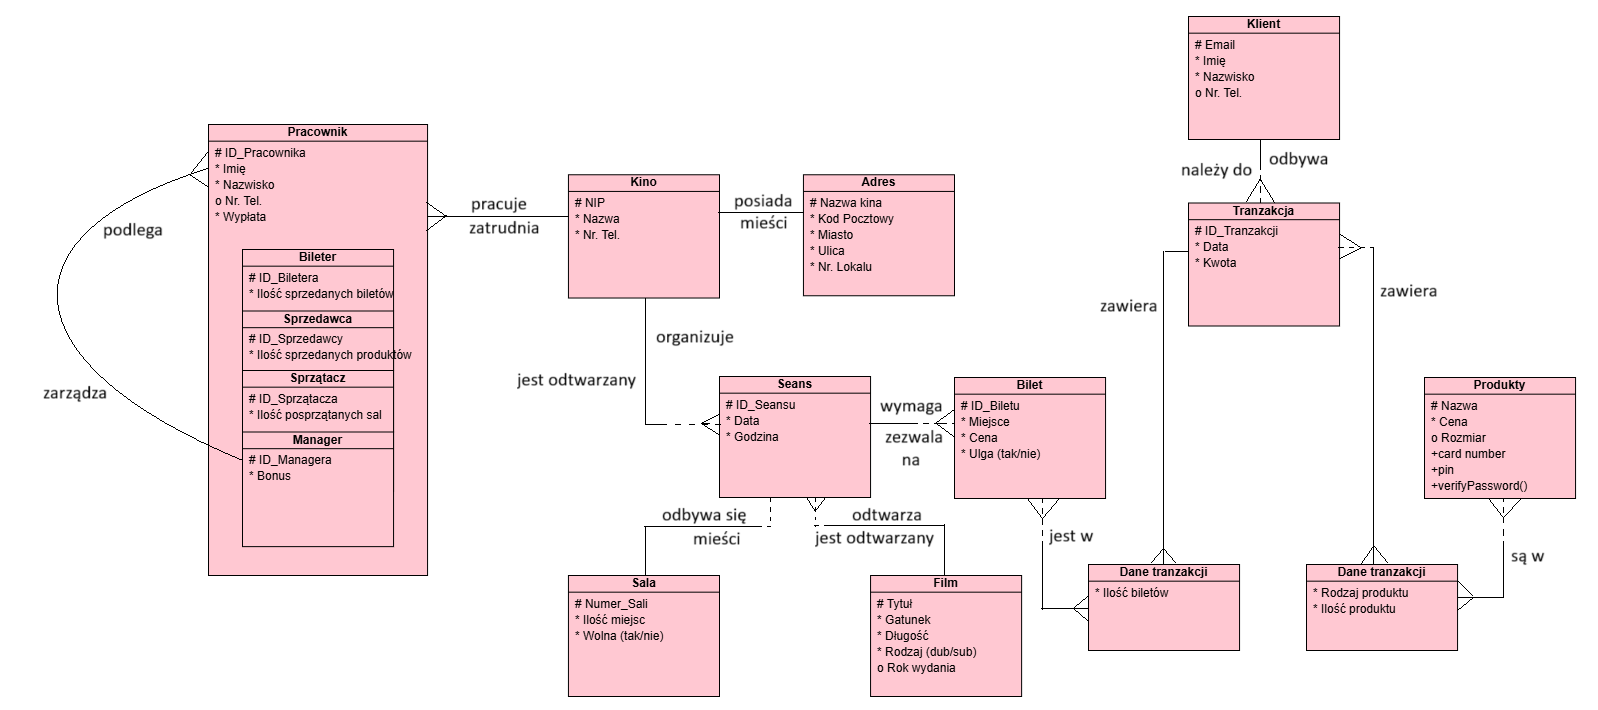 Klient
# Email
* Imię
* Nazwisko
o Nr. Tel.
należy do
odbywa
Pracownik
# ID_Pracownika
* Imię
* Nazwisko
o Nr. Tel.
* Wypłata
Bileter
# ID_Biletera
* Ilość sprzedanych biletów
Sprzedawca
# ID_Sprzedawcy
* Ilość sprzedanych produktów
Sprzątacz
# ID_Sprzątacza
* Ilość posprzątanych sal
Manager
# ID_Managera
* Bonus
podlega
zarządza
pracuje
zatrudnia
Kino
# NIP
* Nazwa
* Nr. Tel.
posiada
mieści
Adres
# Nazwa kina
* Kod Pocztowy
* Miasto
* Ulica
* Nr. Lokalu
Tranzakcja
# ID_Tranzakcji
* Data
* Kwota
zawiera
zawiera
organizuje
jest odtwarzany
Seans
# ID_Seansu
* Data
* Godzina
wymaga
zezwala
na
Bilet
# ID_Biletu
* Miejsce
* Cena
* Ulga (tak/nie)
Produkty
# Nazwa
* Cena
o Rozmiar
+card number
+pin
+verifyPassword()
odbywa się
mieści
odtwarza
jest odtwarzany
jest w
są w
Sala
# Numer_Sali
* Ilość miejsc
* Wolna (tak/nie)
Film
# Tytuł
* Gatunek
* Długość
* Rodzaj (dub/sub)
o Rok wydania
Dane tranzakcji
* Ilość biletów
Dane tranzakcji
* Rodzaj produktu
* Ilość produktu